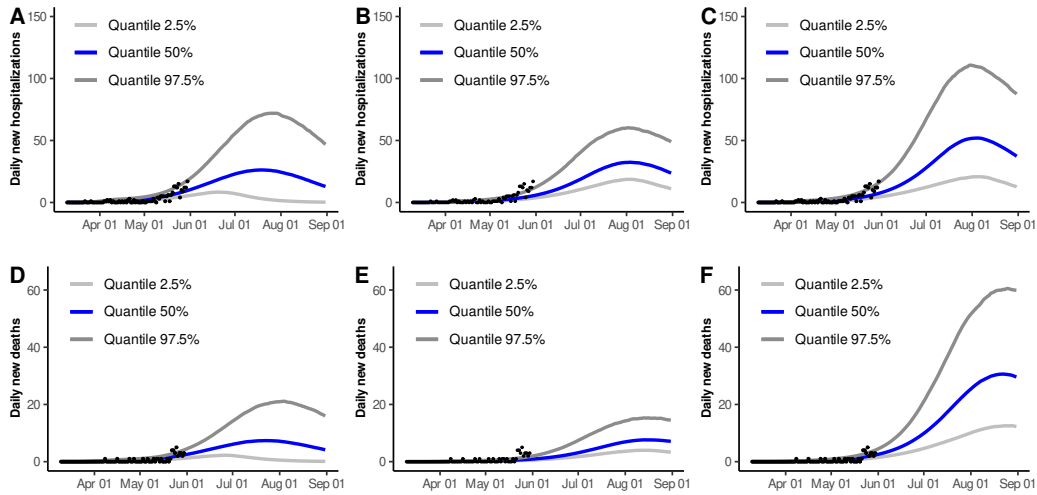 A
Daily new hospitalizations
150
100
50
0
Quantile 2.5%
Quantile 50%
Quantile 97.5%
Apr 01 May 01 Jun 01 Jul 01 Aug 01 Sep 01
B
Daily new hospitalizations
150
100
50
0
Quantile 2.5%
Quantile 50%
Quantile 97.5%
Apr 01 May 01 Jun 01 Jul 01 Aug 01 Sep 01
C
Daily new hospitalizations
150
100
50
0
Quantile 2.5%
Quantile 50%
Quantile 97.5%
Apr 01 May 01 Jun 01 Jul 01 Aug 01 Sep 01
D
Daily new deaths
60
40
20
0
Quantile 2.5%
Quantile 50%
Quantile 97.5%
Apr 01 May 01 Jun 01 Jul 01 Aug 01 Sep 01
E
Daily new deaths
60
40
20
0
Quantile 2.5%
Quantile 50%
Quantile 97.5%
Apr 01 May 01 Jun 01 Jul 01 Aug 01 Sep 01
F
Daily new deaths
60
40
20
0
Quantile 2.5%
Quantile 50%
Quantile 97.5%
Apr 01 May 01 Jun 01 Jul 01 Aug 01 Sep 01